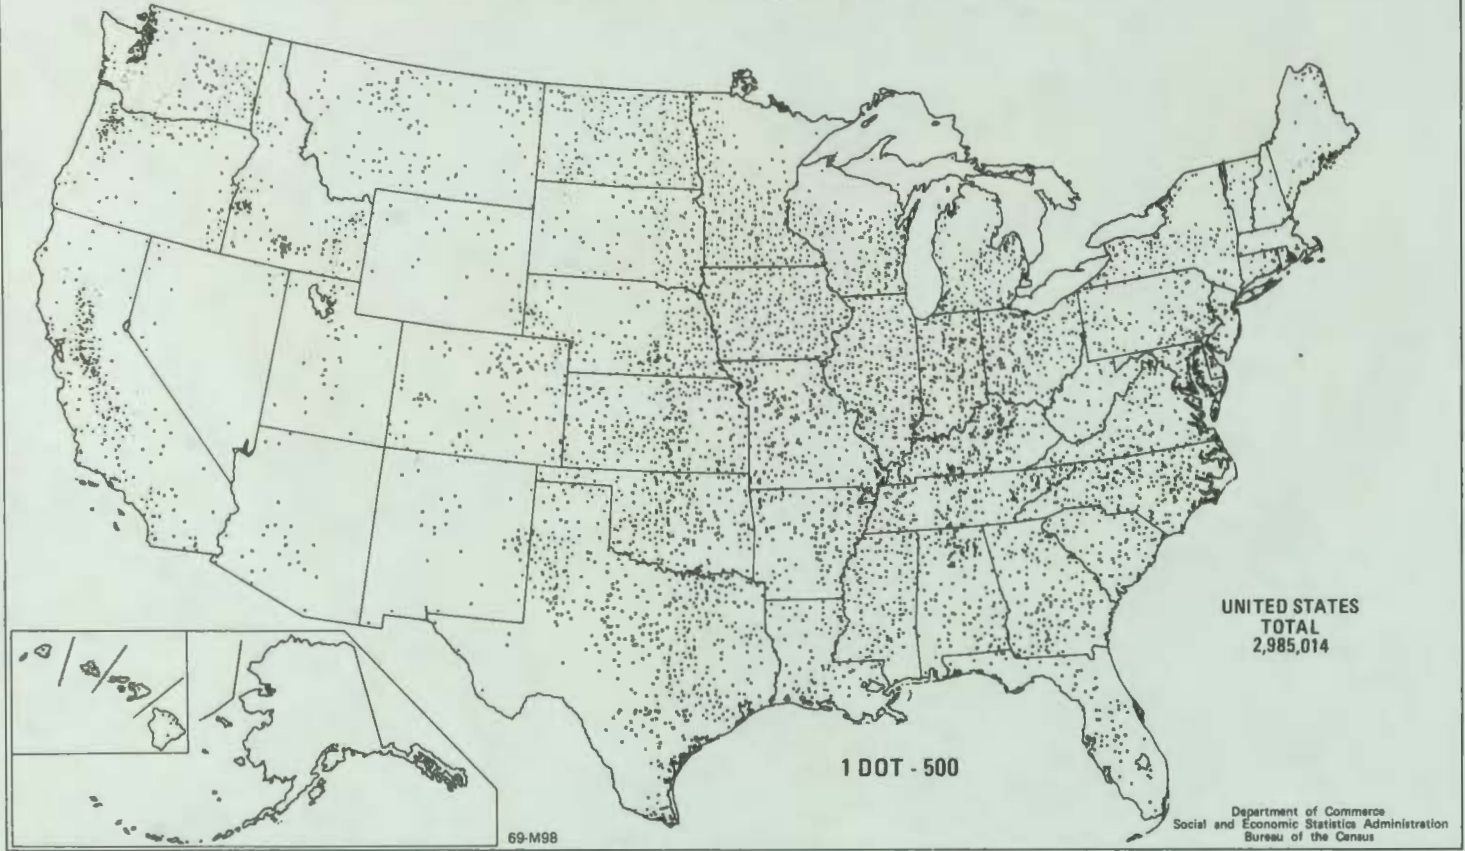 UNITED STATES
TOTAL
2,985,014
1 DOT - 500
69-M98
Department of Commerce
Social and Economic Statistics Administration
Bureau of the Census